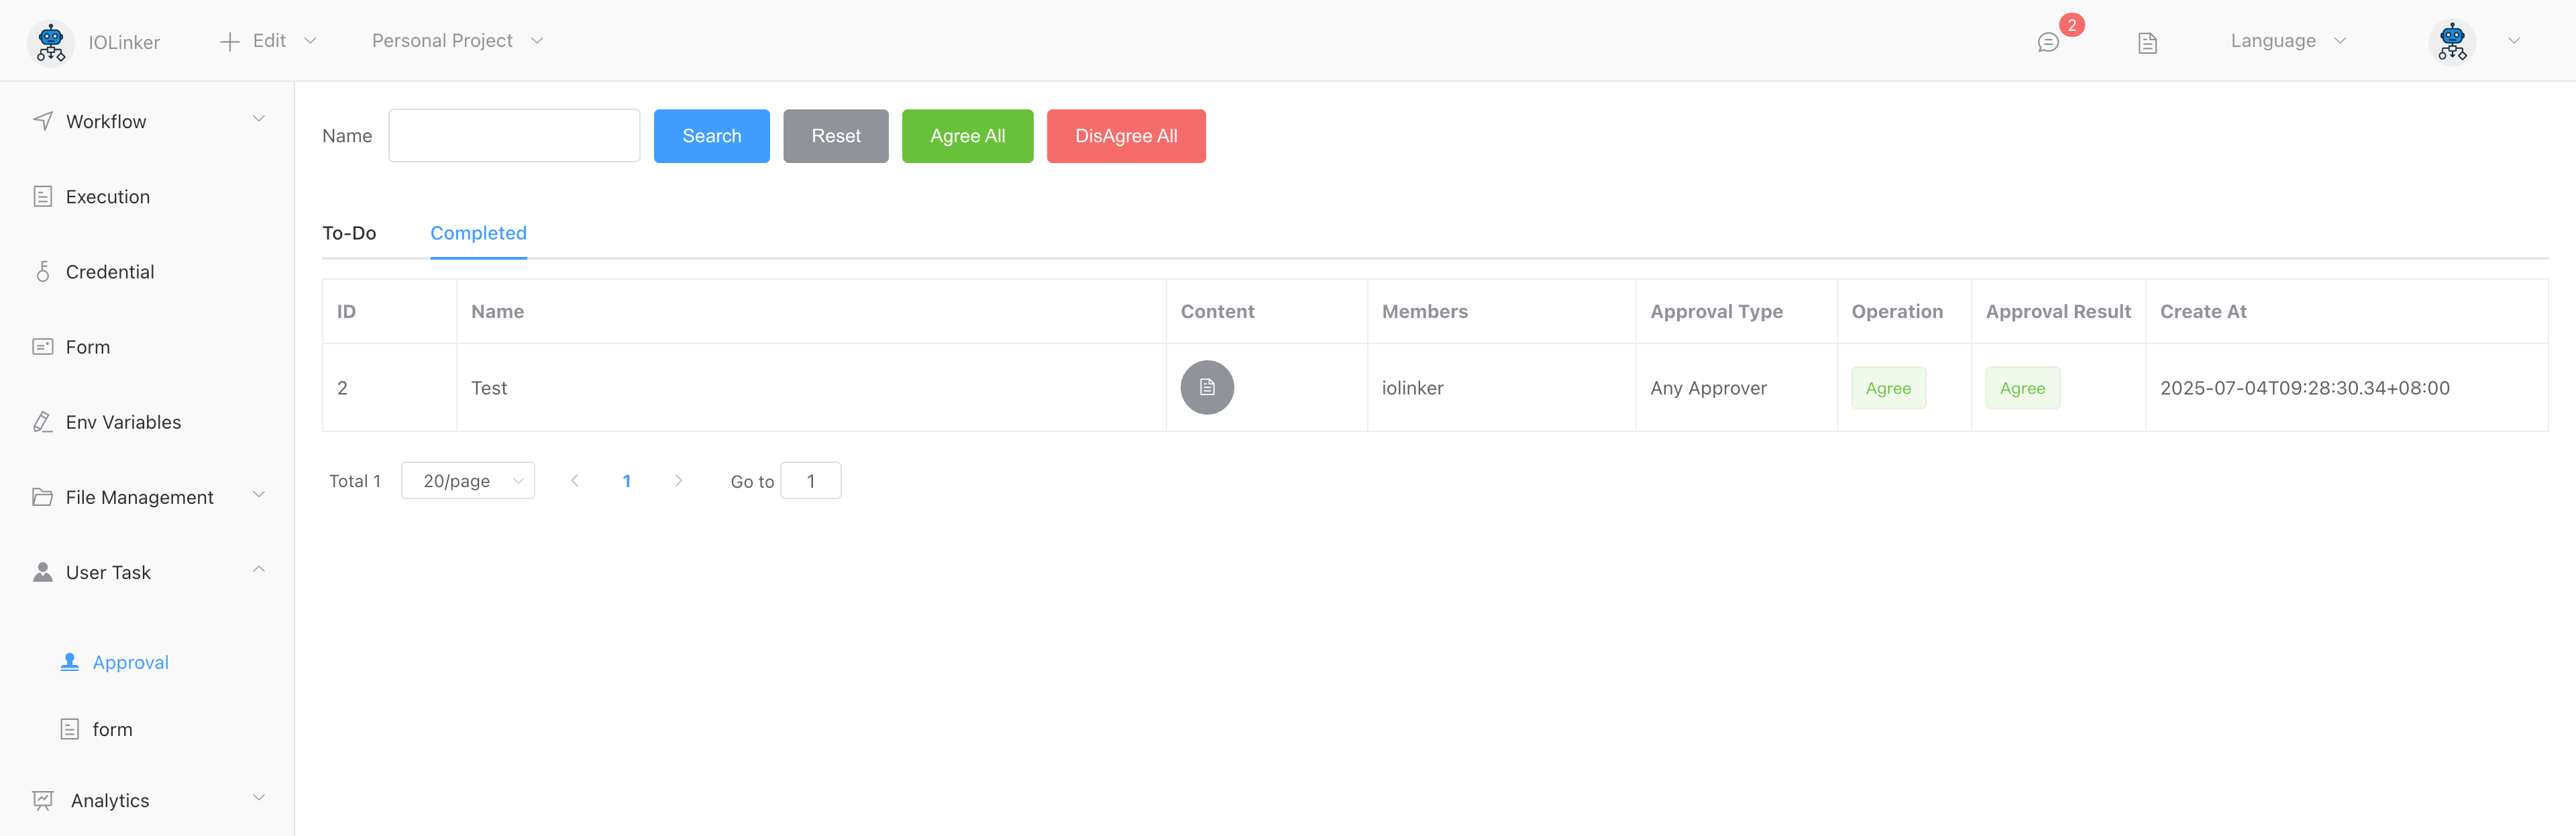 IOLinker
Edit
Personal Project
2
Language
Workflow
Execution
Credential
Form
Env Variables
File Management
User Task
Approval
form
Analytics
Name
Search
Reset
Agree All
DisAgree All
To-Do
Completed
ID Name Content Members Approval Type Operation Approval Result Create At
2 Test iolinker Any Approver Agree Agree 2025-07-04T09:28:30.34+08:00
Total 1
20/page
1
Go to
1